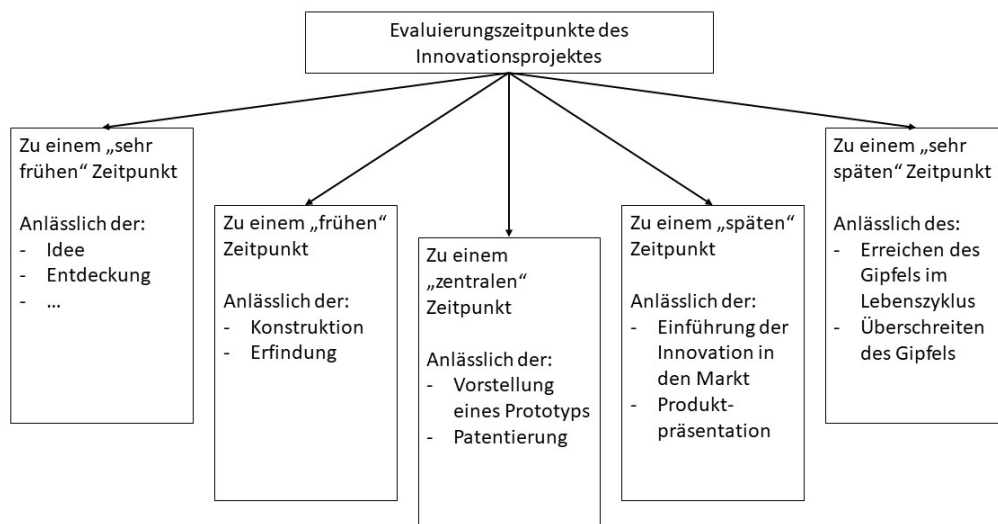 Evaluierungszeitpunkte des
Innovationsprojektes
Zu einem „sehr
frühen“ Zeitpunkt
Anlässlich der:
- Idee
- Entdeckung
- ...
Zu einem „frühen“
Zeitpunkt
Anlässlich der:
- Konstruktion
- Erfindung
Zu einem
„zentralen“
Zeitpunkt
Anlässlich der:
- Vorstellung
eines Prototyps
- Patentierung
Zu einem „späten“
Zeitpunkt
Anlässlich der:
- Einführung der
Innovation in
den Markt
- Produkt-
präsentation
Zu einem „sehr
späten“ Zeitpunkt
Anlässlich des:
- Erreichen des
Gipfels im
Lebenszyklus
- Überschreiten
des Gipfels